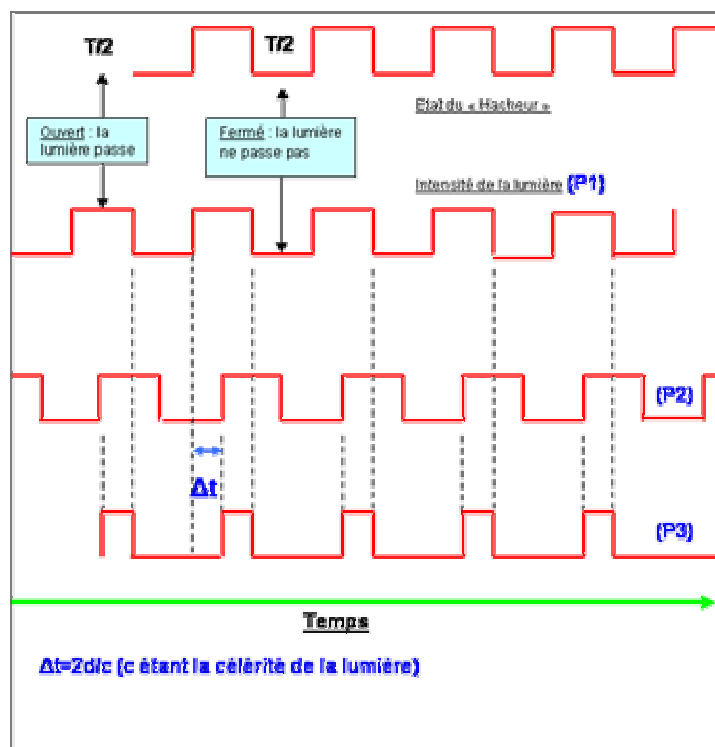 T/2 T/2
Etat du « Hacheur »
Ouvert : la
lumière passe
Fermé : la lumière
ne passe pas
Intensité de la lumière (P1)
(P2)
Δt
(P3)
Temps
Δt=2d/c (c étant la célérité de la lumière)